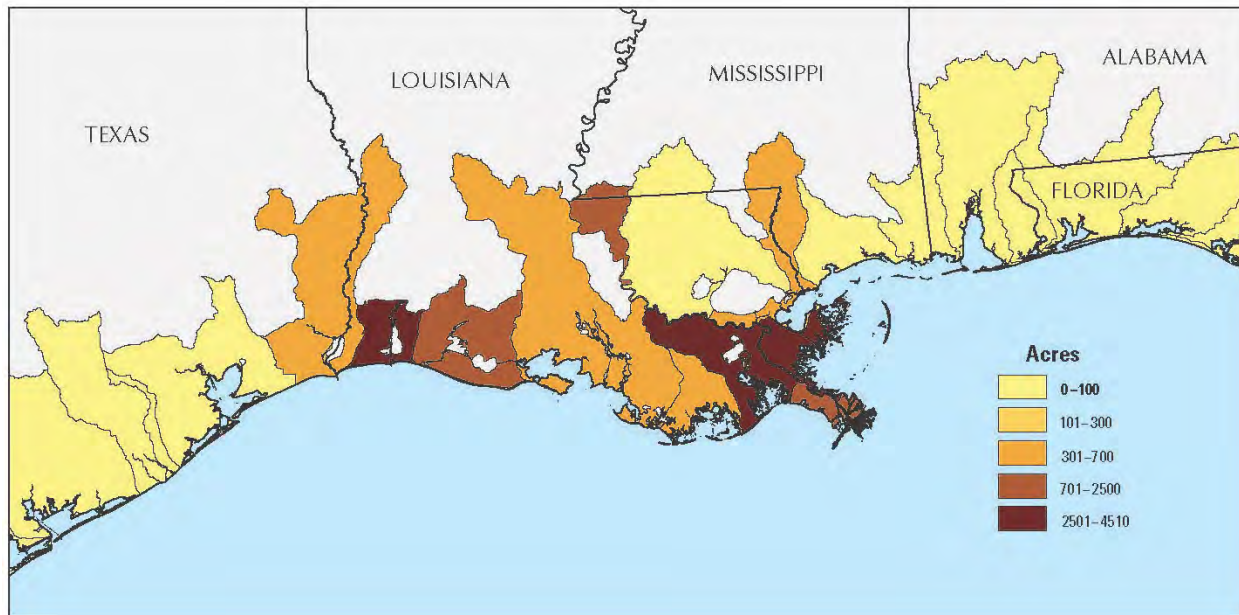 TEXAS
LOUISIANA
MISSISSIPPI
ALABAMA
FLORIDA
Acres
0–100
101–300
301–700
701–2500
2501–4510